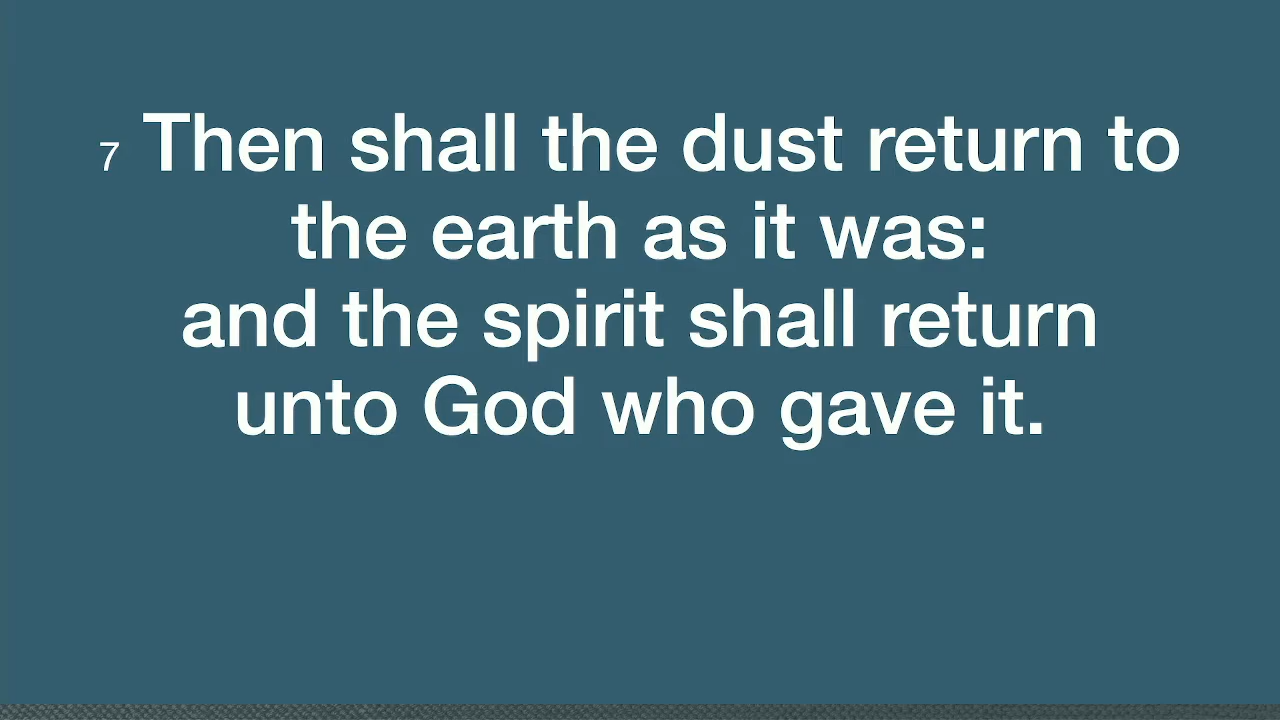 7 Then shall the dust return to
the earth as it was:
and the spirit shall return
unto God who gave it.